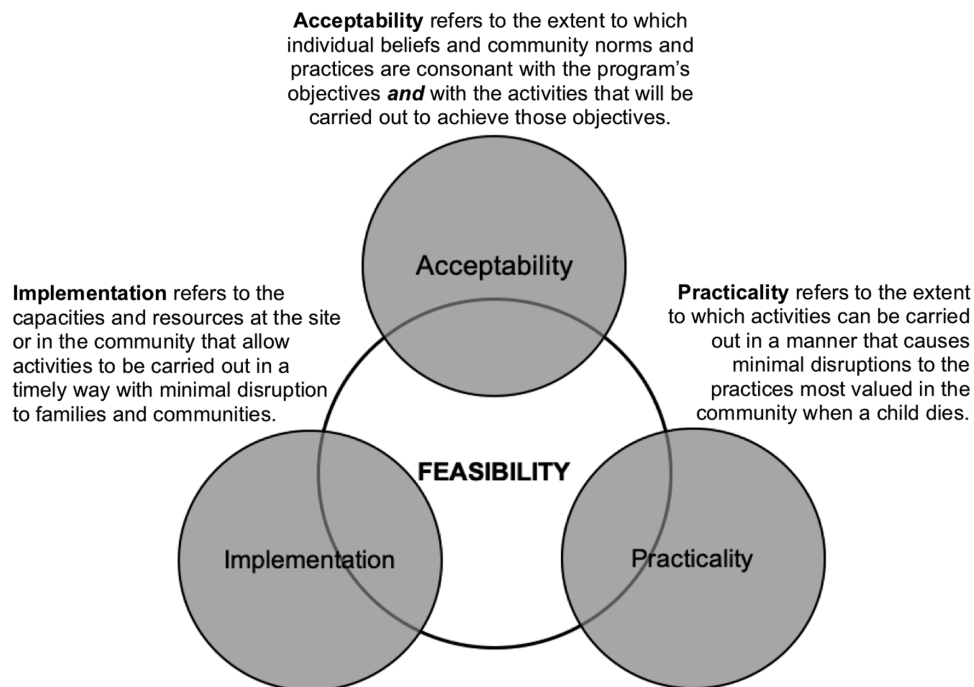 Acceptability refers to the extent to which
individual beliefs and community norms and
practices are consonant with the program's
objectives and with the activities that will be
carried out to achieve those objectives.
Acceptability
Implementation refers to the
capacities and resources at the site
or in the community that allow
activities to be carried out in a
timely way with minimal disruption
to families and communities.
Practicality refers to the extent
to which activities can be carried
out in a manner that causes
minimal disruptions to the
practices most valued in the
community when a child dies.
FEASIBILITY
Implementation
Practicality